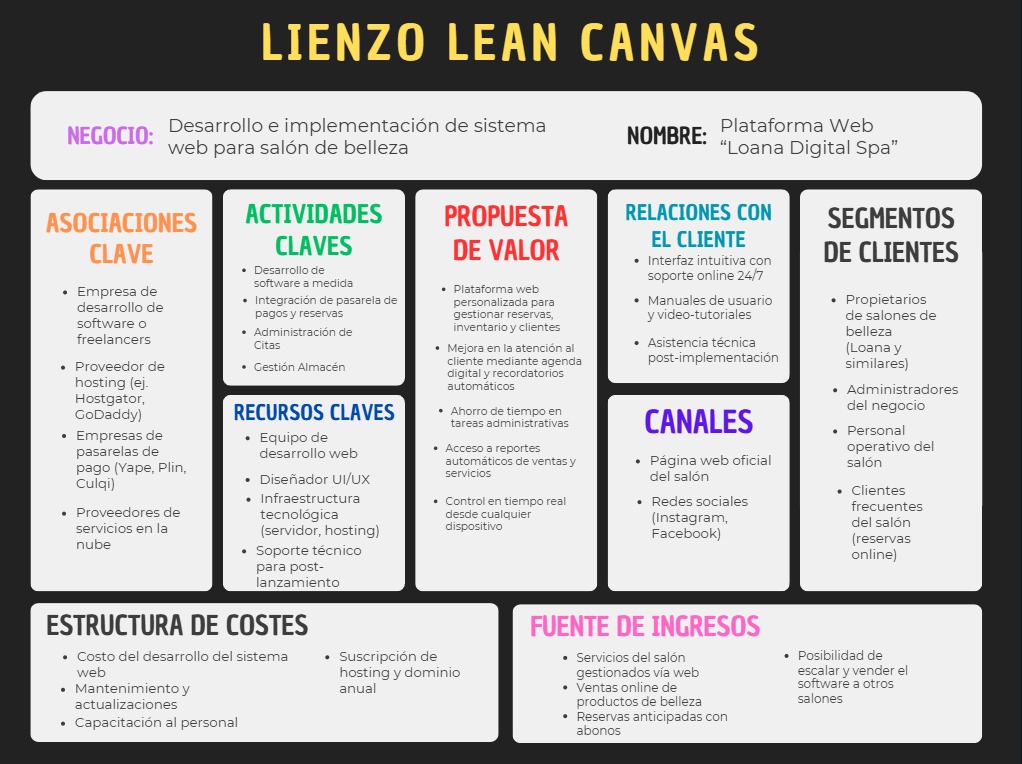 LIENZO LEAN CANVAS
NEGOCIO:
Desarrollo e implementación de sistema
web para salón de belleza
NOMBRE:
Plataforma Web
“Loana Digital Spa”
ASOCIACIONES
CLAVE
• Empresa de
desarrollo de
software o
freelancers
• Proveedor de
hosting (ej.
Hostgator,
GoDaddy)
• Empresas de
pasarelas de
pago (Yape, Plin,
Culqi)
• Proveedores de
servicios en la
nube
ACTIVIDADES
CLAVES
• Desarrollo de
software a medida
• Integración de pasarela de
pagos y reservas
• Administración de
Citas
• Gestión Almacén
RECURSOS CLAVES
• Equipo de
desarrollo web
• Diseñador UI/UX
• Infraestructura
tecnológica
(servidor, hosting)
• Soporte técnico
para post-
lanzamiento
PROPUESTA
DE VALOR
• Plataforma web
personalizada para
gestionar reservas,
inventario y clientes
• Mejora en la atención al
cliente mediante agenda
digital y recordatorios
automáticos
• Ahorro de tiempo en
tareas administrativas
• Acceso a reportes
automáticos de ventas y
servicios
• Control en tiempo real
desde cualquier
dispositivo
RELACIONES CON
EL CLIENTE
• Interfaz intuitiva con
soporte online 24/7
• Manuales de usuario
y video-tutoriales
• Asistencia técnica
post-implementación
CANALES
• Página web oficial
del salón
• Redes sociales
(Instagram,
Facebook)
SEGMENTOS
DE CLIENTES
• Propietarios
de salones de
belleza
(Loana y
similares)
• Administradores
del negocio
• Personal
operativo del
salón
• Clientes
frecuentes
del salón
(reservas
online)
ESTRUCTURA DE COSTES
• Costo del desarrollo del sistema
web
• Mantenimiento y
actualizaciones
• Capacitación al personal
• Suscripción de
hosting y dominio
anual
FUENTE DE INGRESOS
• Servicios del salón
gestionados vía web
• Ventas online de
productos de belleza
• Reservas anticipadas con
abonos
• Posibilidad de
escalar y vender el
software a otros
salones